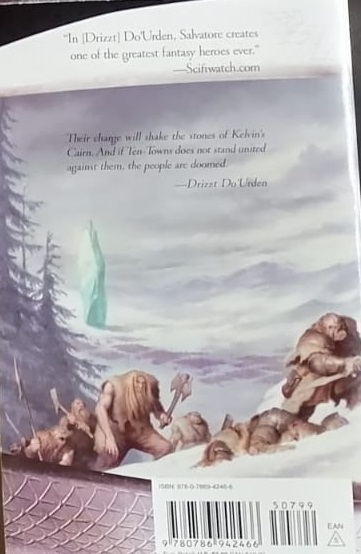 "In [Drizzt] Do'Urden, Salvatore creates
one of the greatest fantasy heroes ever."
—Scifiwatch.com
Their charge will shake the stones of Kelvin's
Cairn. And if Ten-Towns does not stand united
against them, the people are doomed.
—Drizzt Do'Urden
ISBN: 978-0-7869-4246-6
50799
9 780786 942466
EAN